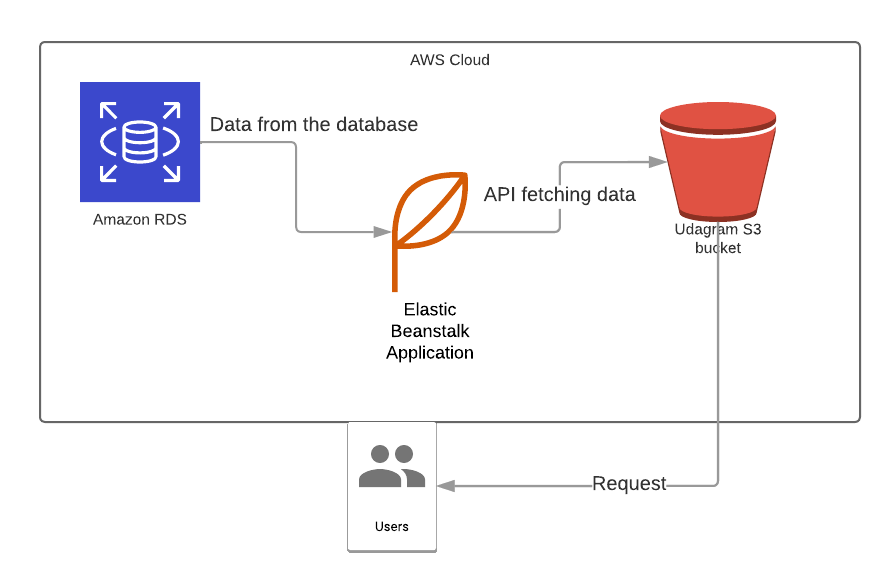 AWS Cloud
Data from the database
Amazon RDS
API fetching data
Udagram S3
bucket
Elastic
Beanstalk
Application
Request
Users